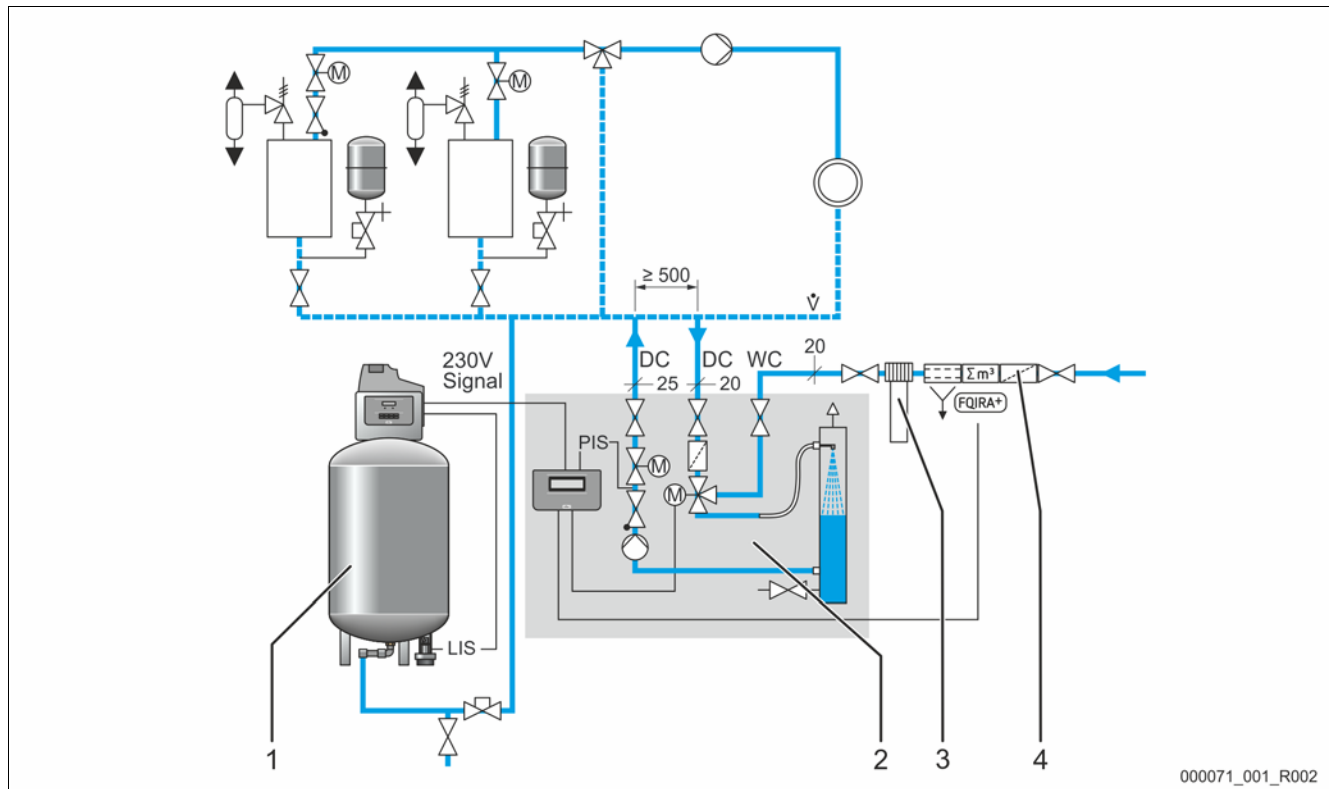 M
M
≥ 500
V̇
230V
Signal
DC
25
DC
20
WC
20
Σm³
FQIRA+
PIS
M
M
LIS
1
2
3
4
000071_001_R002